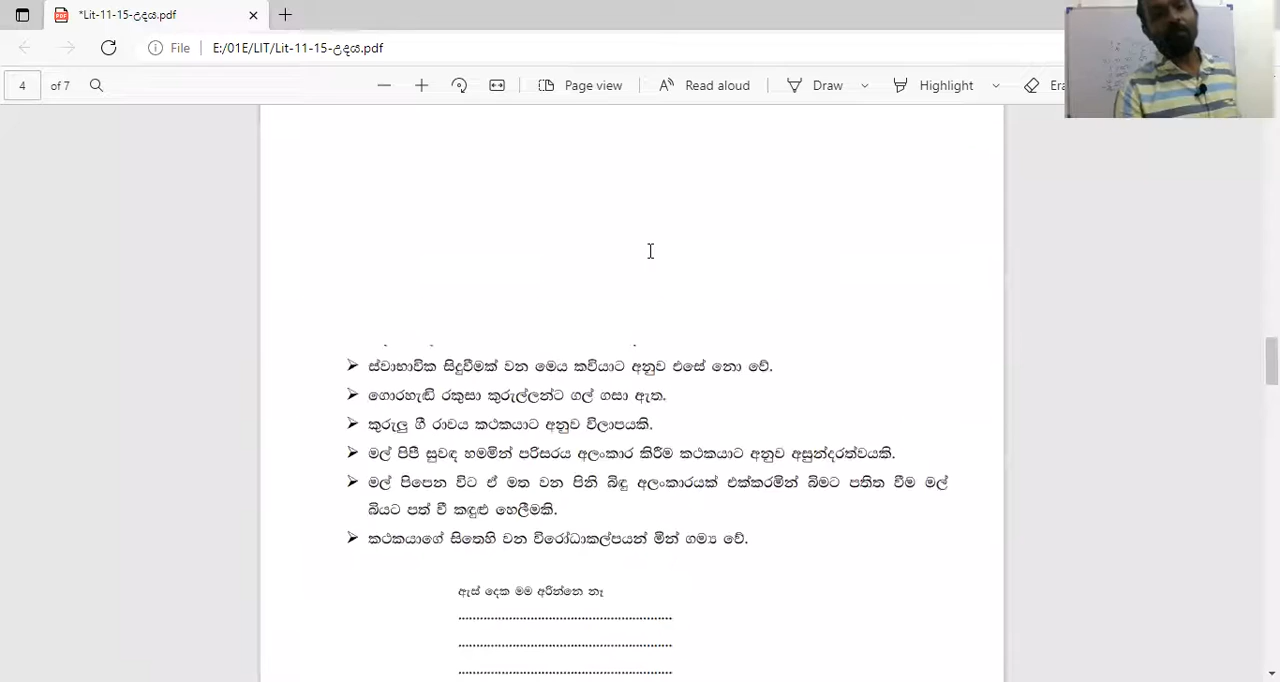 *Lit-11-15-උදය.pdf
File E:/01E/LIT/Lit-11-15-උදය.pdf
4 of 7 Page view Read aloud Draw Highlight Era
ස්වාභාවික සිදුවීමක් වන මෙය කවියාට අනුව එසේ නො වේ.
ගොරහැඬි රකුසා කුරුල්ලන්ට ගල් ගසා ඇත.
කුරුලු ගී රාවය කථකයාට අනුව විලාපයකි.
මල් පිපී සුවඳ හමමින් පරිසරය අලංකාර කිරීම කථකයාට අනුව අසුන්දරත්වයකි.
මල් පිපෙන විට ඒ මත වන පිනි බිඳු අලංකාරයක් එක්කරමින් බිමට පතිත වීම මල්
බියට පත් වී කඳුළු හෙලීමකි.
කථකයාගේ සිතෙහි වන විරෝධාකල්පයන් මින් ගම්‍ය වේ.
ඇස් දෙක මම අරින්නෙ නෑ